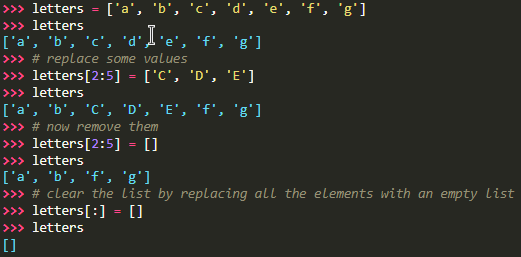 >>> letters = ['a', 'b', 'c', 'd', 'e', 'f', 'g']
>>> letters
['a', 'b', 'c', 'd', 'e', 'f', 'g']
>>> # replace some values
>>> letters[2:5] = ['C', 'D', 'E']
>>> letters
['a', 'b', 'C', 'D', 'E', 'f', 'g']
>>> # now remove them
>>> letters[2:5] = []
>>> letters
['a', 'b', 'f', 'g']
>>> # clear the list by replacing all the elements with an empty list
>>> letters[:] = []
>>> letters
[]